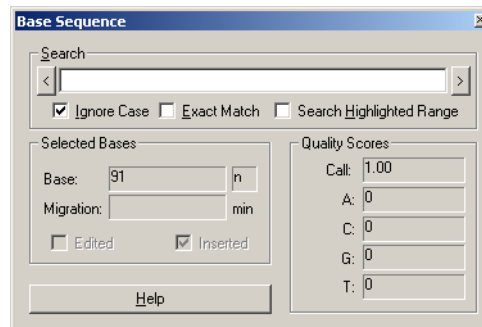 Base Sequence
Search
< >
Ignore Case Exact Match Search Highlighted Range
Selected Bases
Base: 91 n
Migration: min
Edited Inserted
Help
Quality Scores
Call: 1.00
A: 0
C: 0
G: 0
T: 0